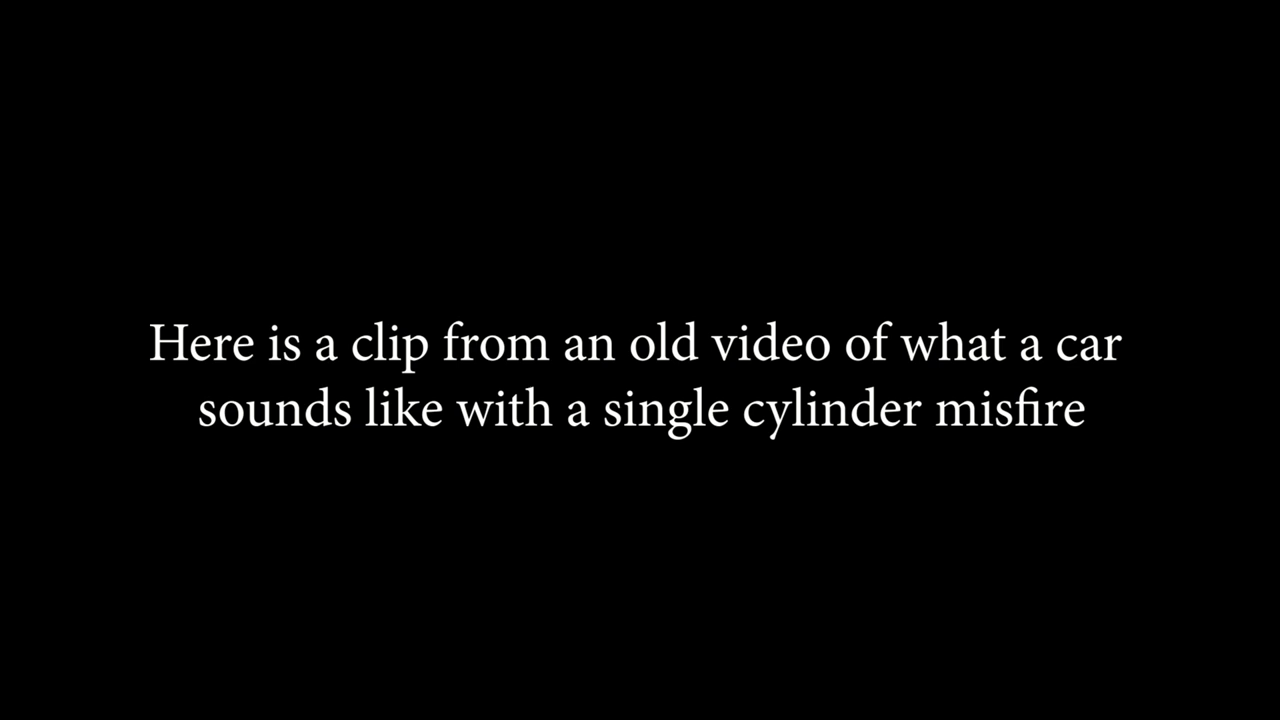 Here is a clip from an old video of what a car
sounds like with a single cylinder misfire